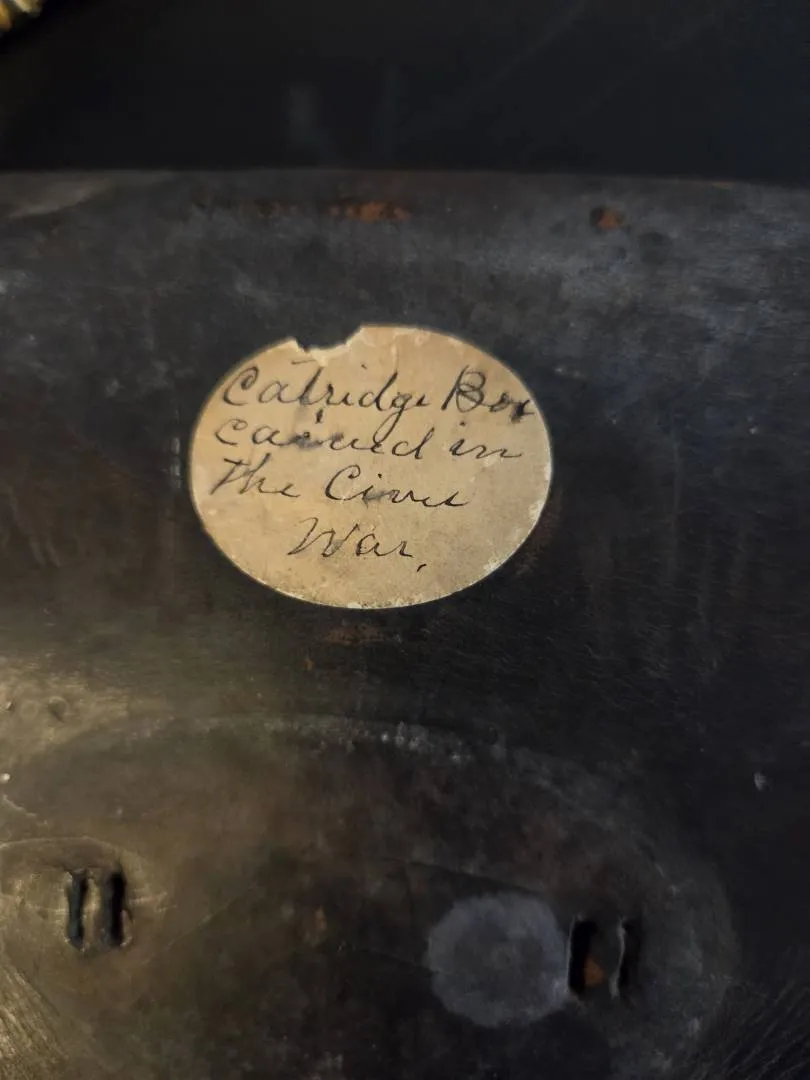 Catridge Box
carried in
The Civil
War.